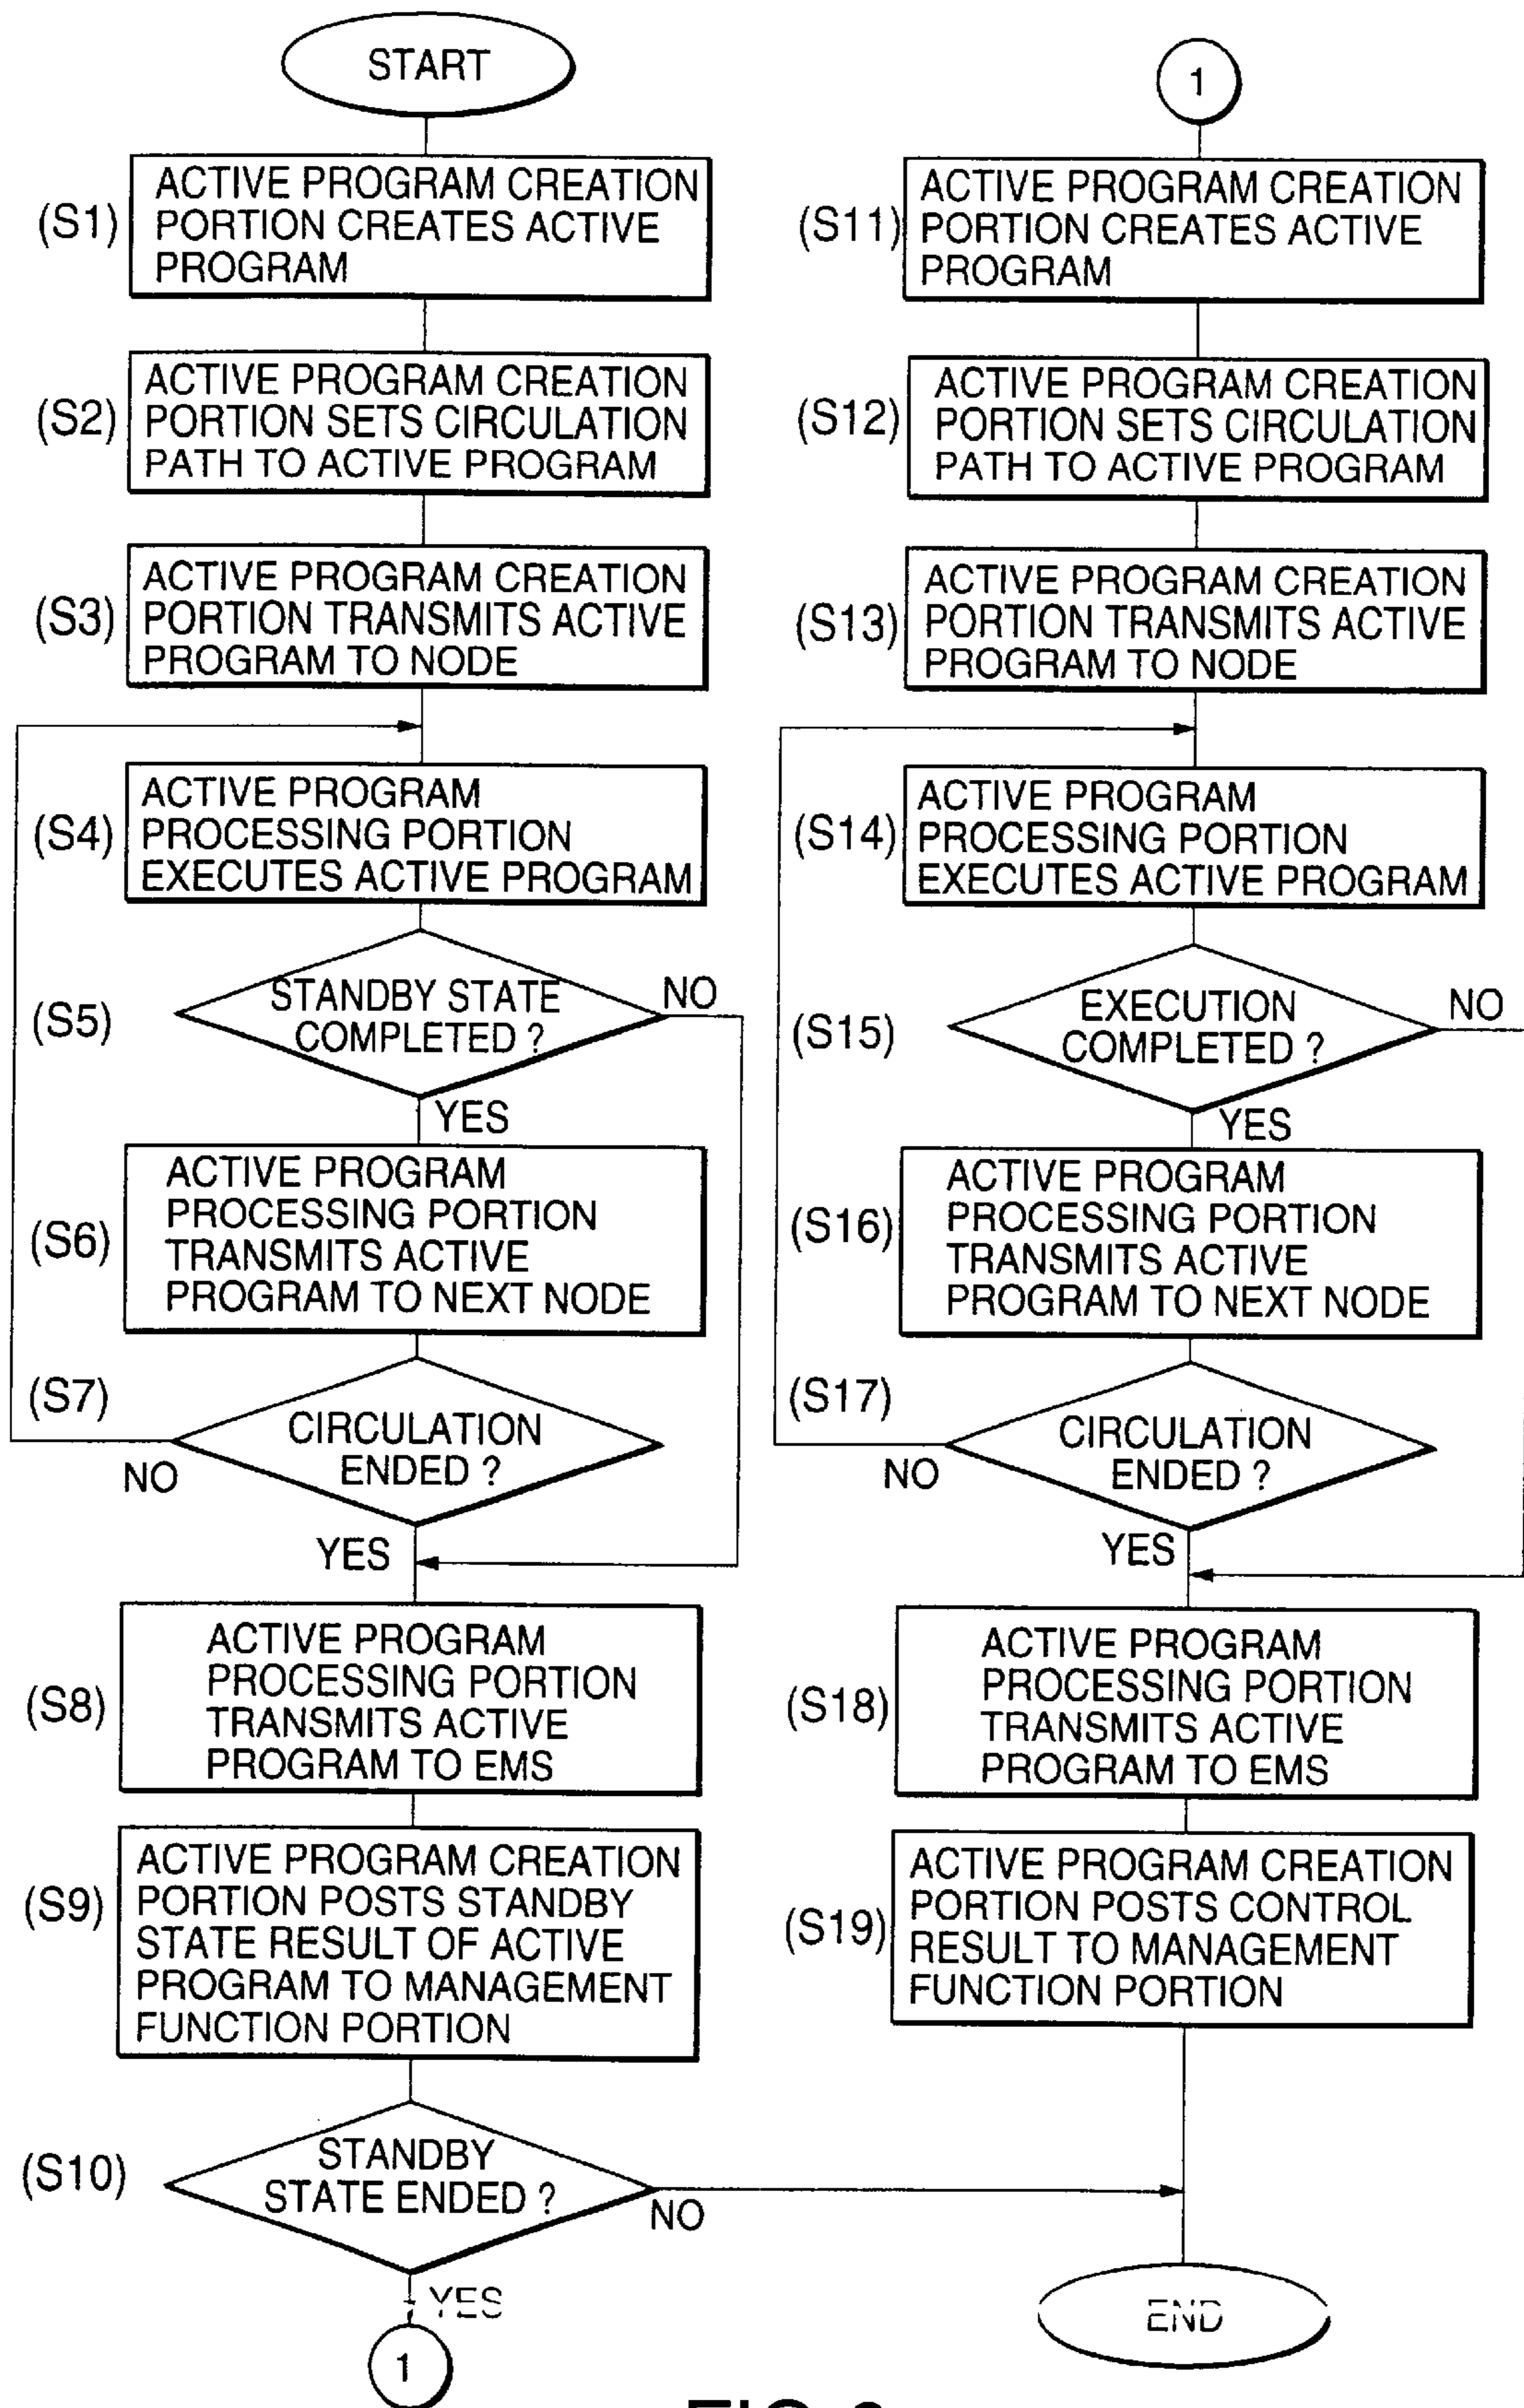 START
(S1)
ACTIVE PROGRAM CREATION
PORTION CREATES ACTIVE
PROGRAM
(S2)
ACTIVE PROGRAM CREATION
PORTION SETS CIRCULATION
PATH TO ACTIVE PROGRAM
(S3)
ACTIVE PROGRAM CREATION
PORTION TRANSMITS ACTIVE
PROGRAM TO NODE
(S4)
ACTIVE PROGRAM
PROCESSING PORTION
EXECUTES ACTIVE PROGRAM
(S5)
STANDBY STATE
COMPLETED ?
NO
YES
(S6)
ACTIVE PROGRAM
PROCESSING PORTION
TRANSMITS ACTIVE
PROGRAM TO NEXT NODE
(S7)
CIRCULATION
ENDED ?
NO
YES
(S8)
ACTIVE PROGRAM
PROCESSING PORTION
TRANSMITS ACTIVE
PROGRAM TO EMS
(S9)
ACTIVE PROGRAM CREATION
PORTION POSTS STANDBY
STATE RESULT OF ACTIVE
PROGRAM TO MANAGEMENT
FUNCTION PORTION
(S10)
STANDBY
STATE ENDED ?
NO
YES
1
1
(S11)
ACTIVE PROGRAM CREATION
PORTION CREATES ACTIVE
PROGRAM
(S12)
ACTIVE PROGRAM CREATION
PORTION SETS CIRCULATION
PATH TO ACTIVE PROGRAM
(S13)
ACTIVE PROGRAM CREATION
PORTION TRANSMITS ACTIVE
PROGRAM TO NODE
(S14)
ACTIVE PROGRAM
PROCESSING PORTION
EXECUTES ACTIVE PROGRAM
(S15)
EXECUTION
COMPLETED ?
NO
YES
(S16)
ACTIVE PROGRAM
PROCESSING PORTION
TRANSMITS ACTIVE
PROGRAM TO NEXT NODE
(S17)
CIRCULATION
ENDED ?
NO
YES
(S18)
ACTIVE PROGRAM
PROCESSING PORTION
TRANSMITS ACTIVE
PROGRAM TO EMS
(S19)
ACTIVE PROGRAM CREATION
PORTION POSTS CONTROL
RESULT TO MANAGEMENT
FUNCTION PORTION
END